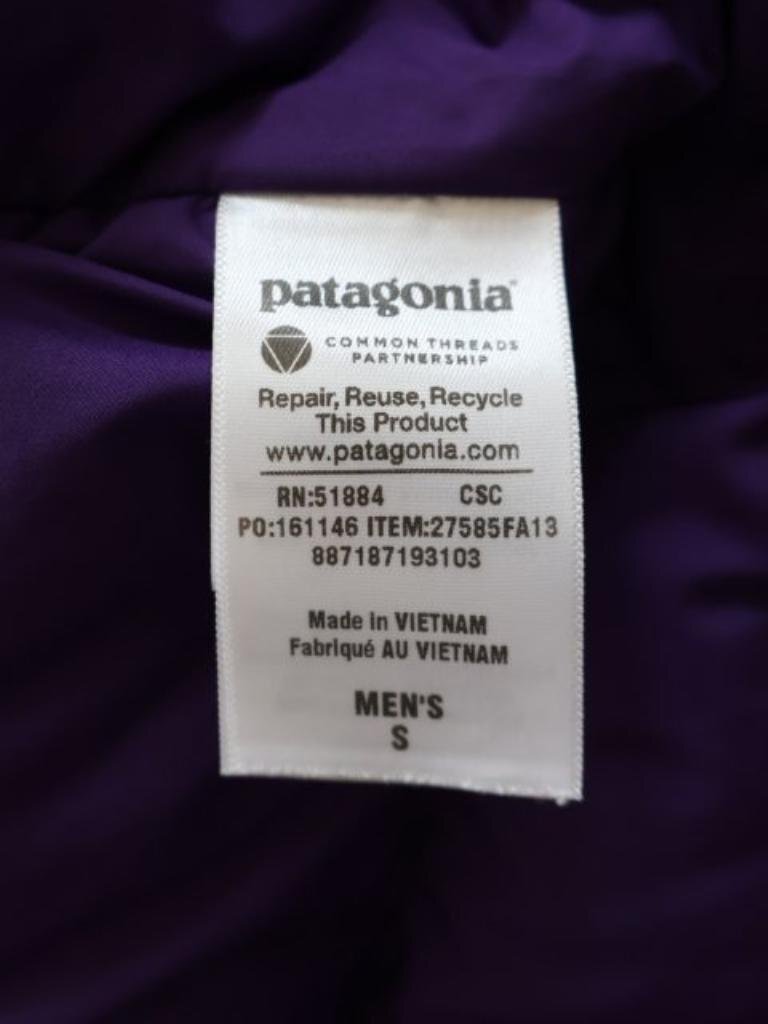 patagonia®
COMMON THREADS
PARTNERSHIP
Repair, Reuse, Recycle
This Product
www.patagonia.com
RN:51884 CSC
PO:161146 ITEM:27585FA13
887187193103
Made in VIETNAM
Fabriqué AU VIETNAM
MEN'S
S